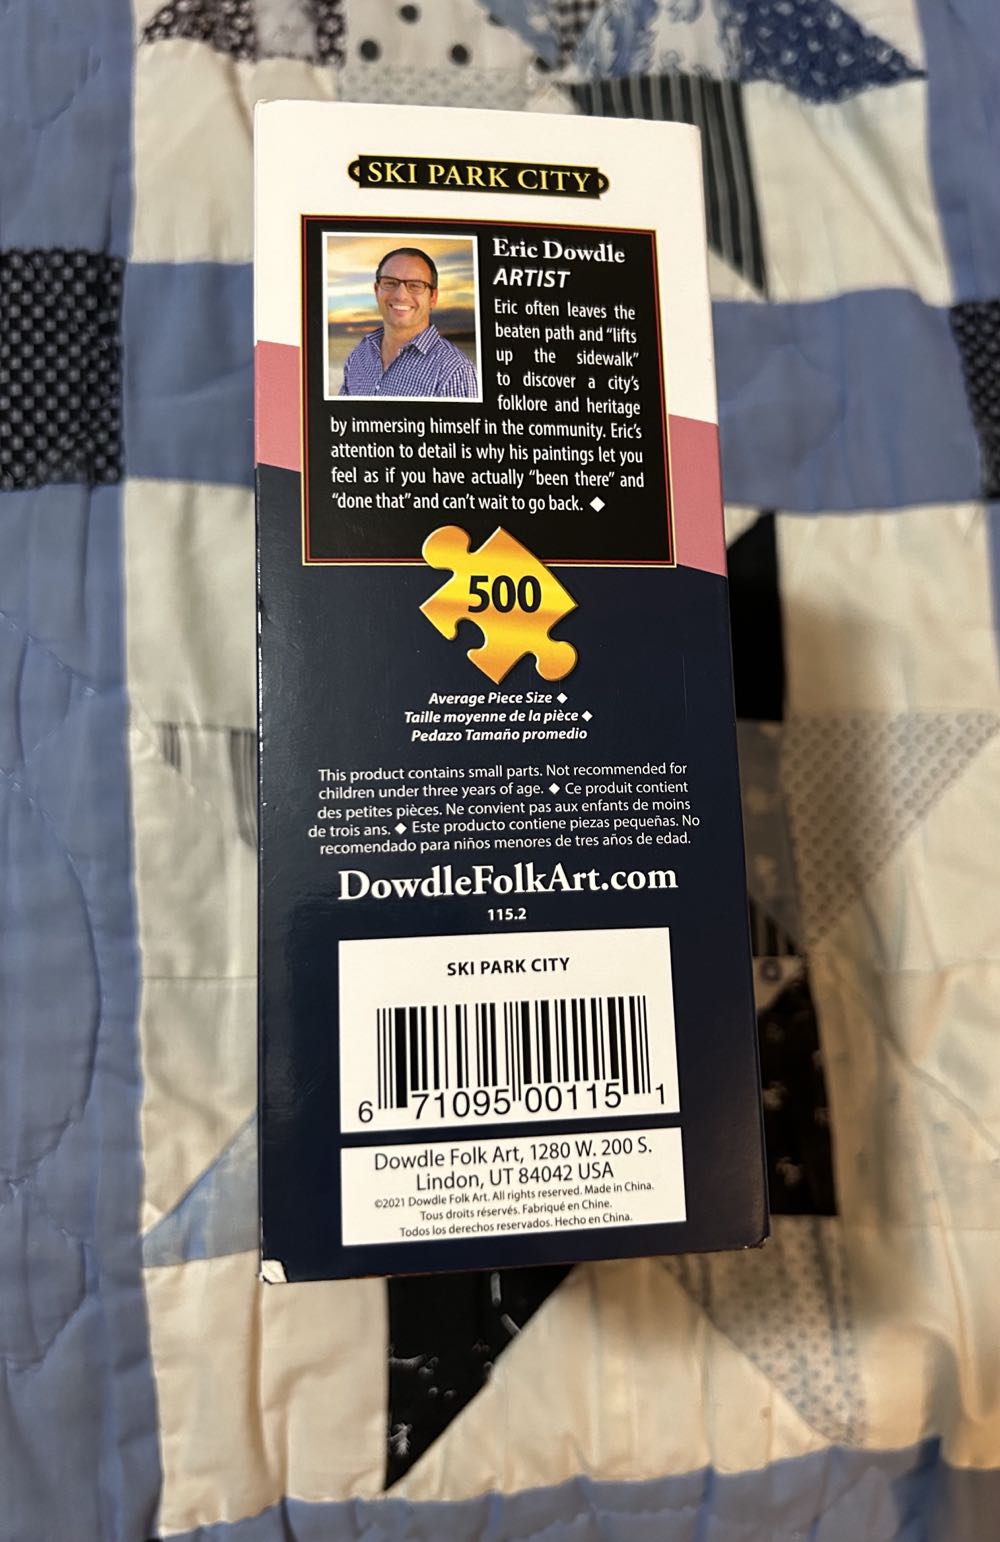 SKI PARK CITY
Eric Dowdle
ARTIST
Eric often leaves the
beaten path and “lifts
up the sidewalk”
to discover a city’s
folklore and heritage
by immersing himself in the community. Eric’s
attention to detail is why his paintings let you
feel as if you have actually “been there” and
“done that” and can’t wait to go back. ◆
500
Average Piece Size ◆
Taille moyenne de la pièce ◆
Pedazo Tamaño promedio
This product contains small parts. Not recommended for
children under three years of age. ◆ Ce produit contient
des petites pièces. Ne convient pas aux enfants de moins
de trois ans. ◆ Este producto contiene piezas pequeñas. No
recomendado para niños menores de tres años de edad.
DowdleFolkArt.com
115.2
SKI PARK CITY
6 71095 00115 1
Dowdle Folk Art, 1280 W. 200 S.
Lindon, UT 84042 USA
©2021 Dowdle Folk Art. All rights reserved. Made in China.
Tous droits réservés. Fabriqué en Chine.
Todos los derechos reservados. Hecho en China.